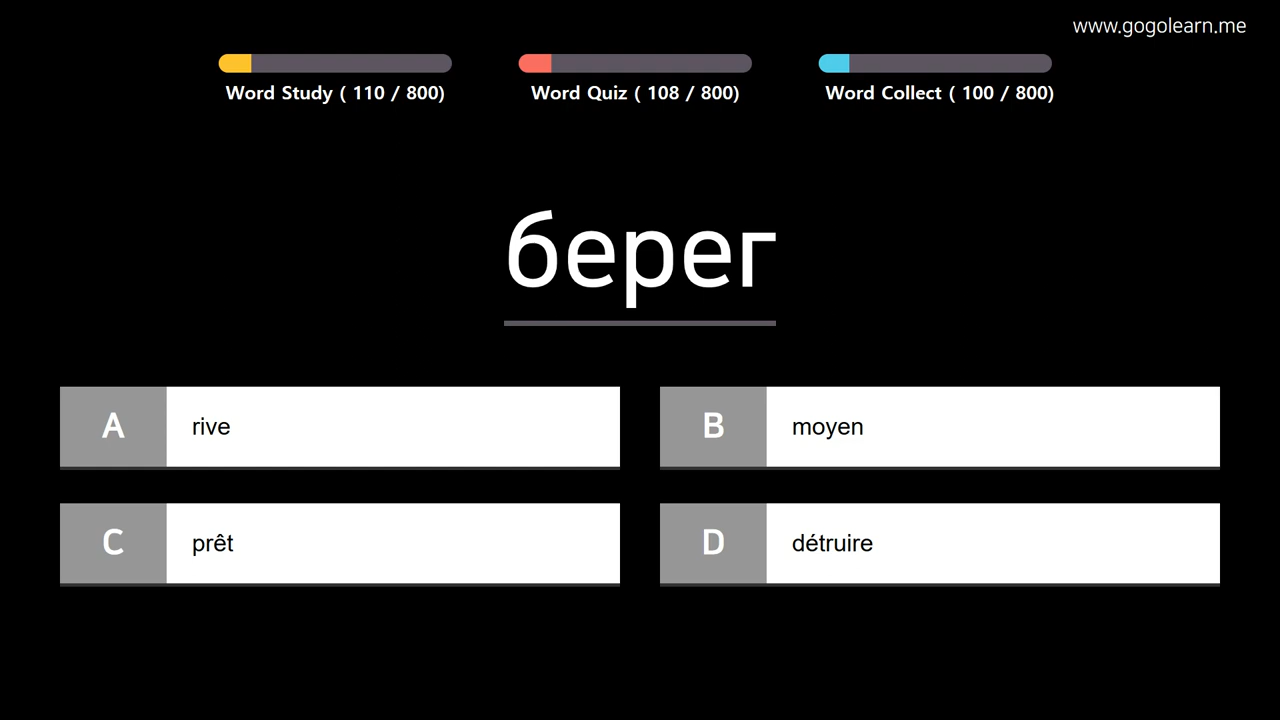 www.gogolearn.me
Word Study ( 110 / 800)
Word Quiz ( 108 / 800)
Word Collect ( 100 / 800)
берег
A rive
B moyen
C prêt
D détruire